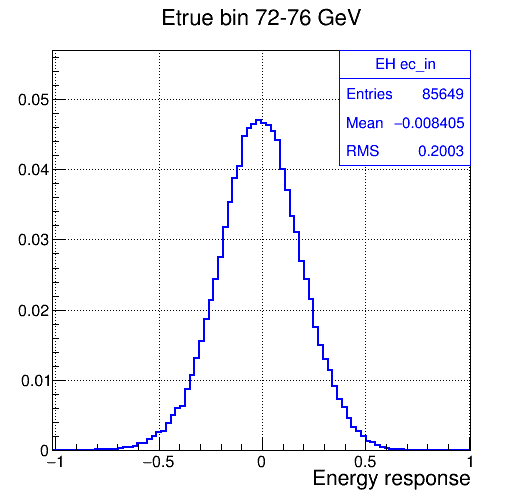 Etrue bin 72-76 GeV
EH ec_in
Entries 85649
Mean −0.008405
RMS 0.2003
0.05
0.04
0.03
0.02
0.01
0
−1 −0.5 0 0.5 1
Energy response